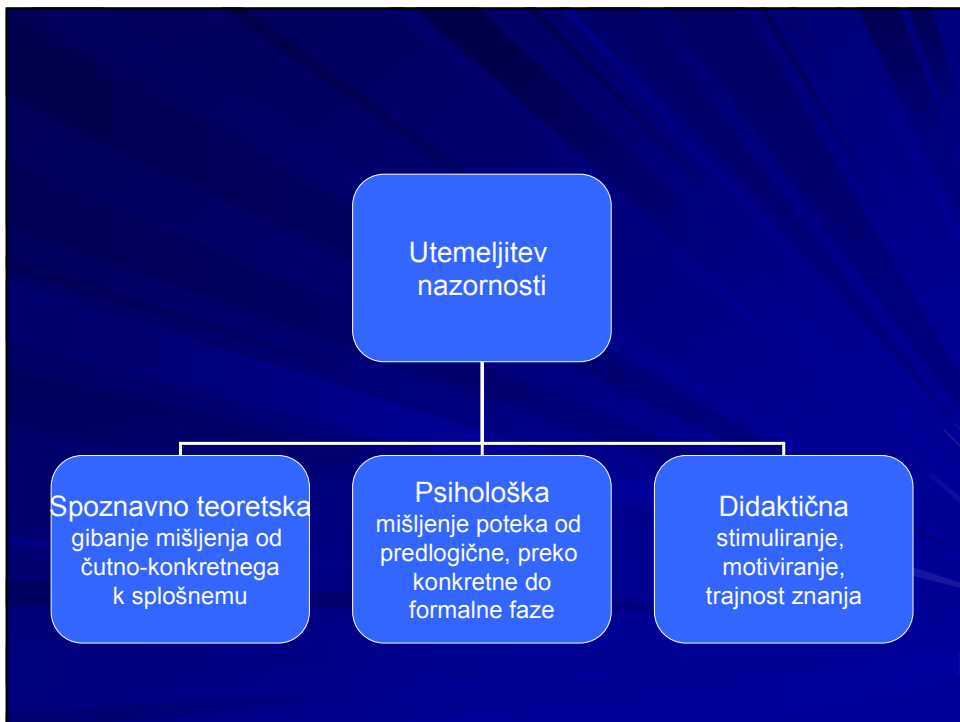 Utemeljitev
nazornosti
Spoznavno teoretska
gibanje mišljenja od
čutno-konkretnega
k splošnemu
Psihološka
mišljenje poteka od
predlogične, preko
konkretne do
formalne faze
Didaktična
stimuliranje,
motiviranje,
trajnost znanja